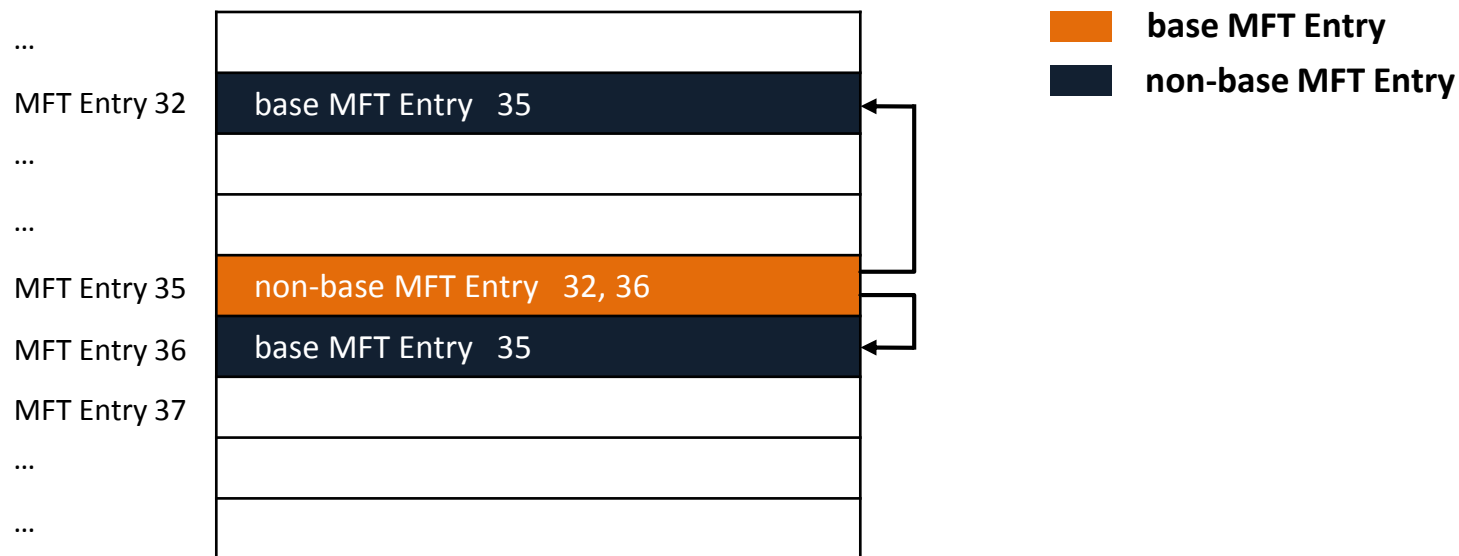 …
base MFT Entry
non-base MFT Entry
MFT Entry 32 base MFT Entry 35
…
…
MFT Entry 35 non-base MFT Entry 32, 36
MFT Entry 36 base MFT Entry 35
MFT Entry 37
…
…